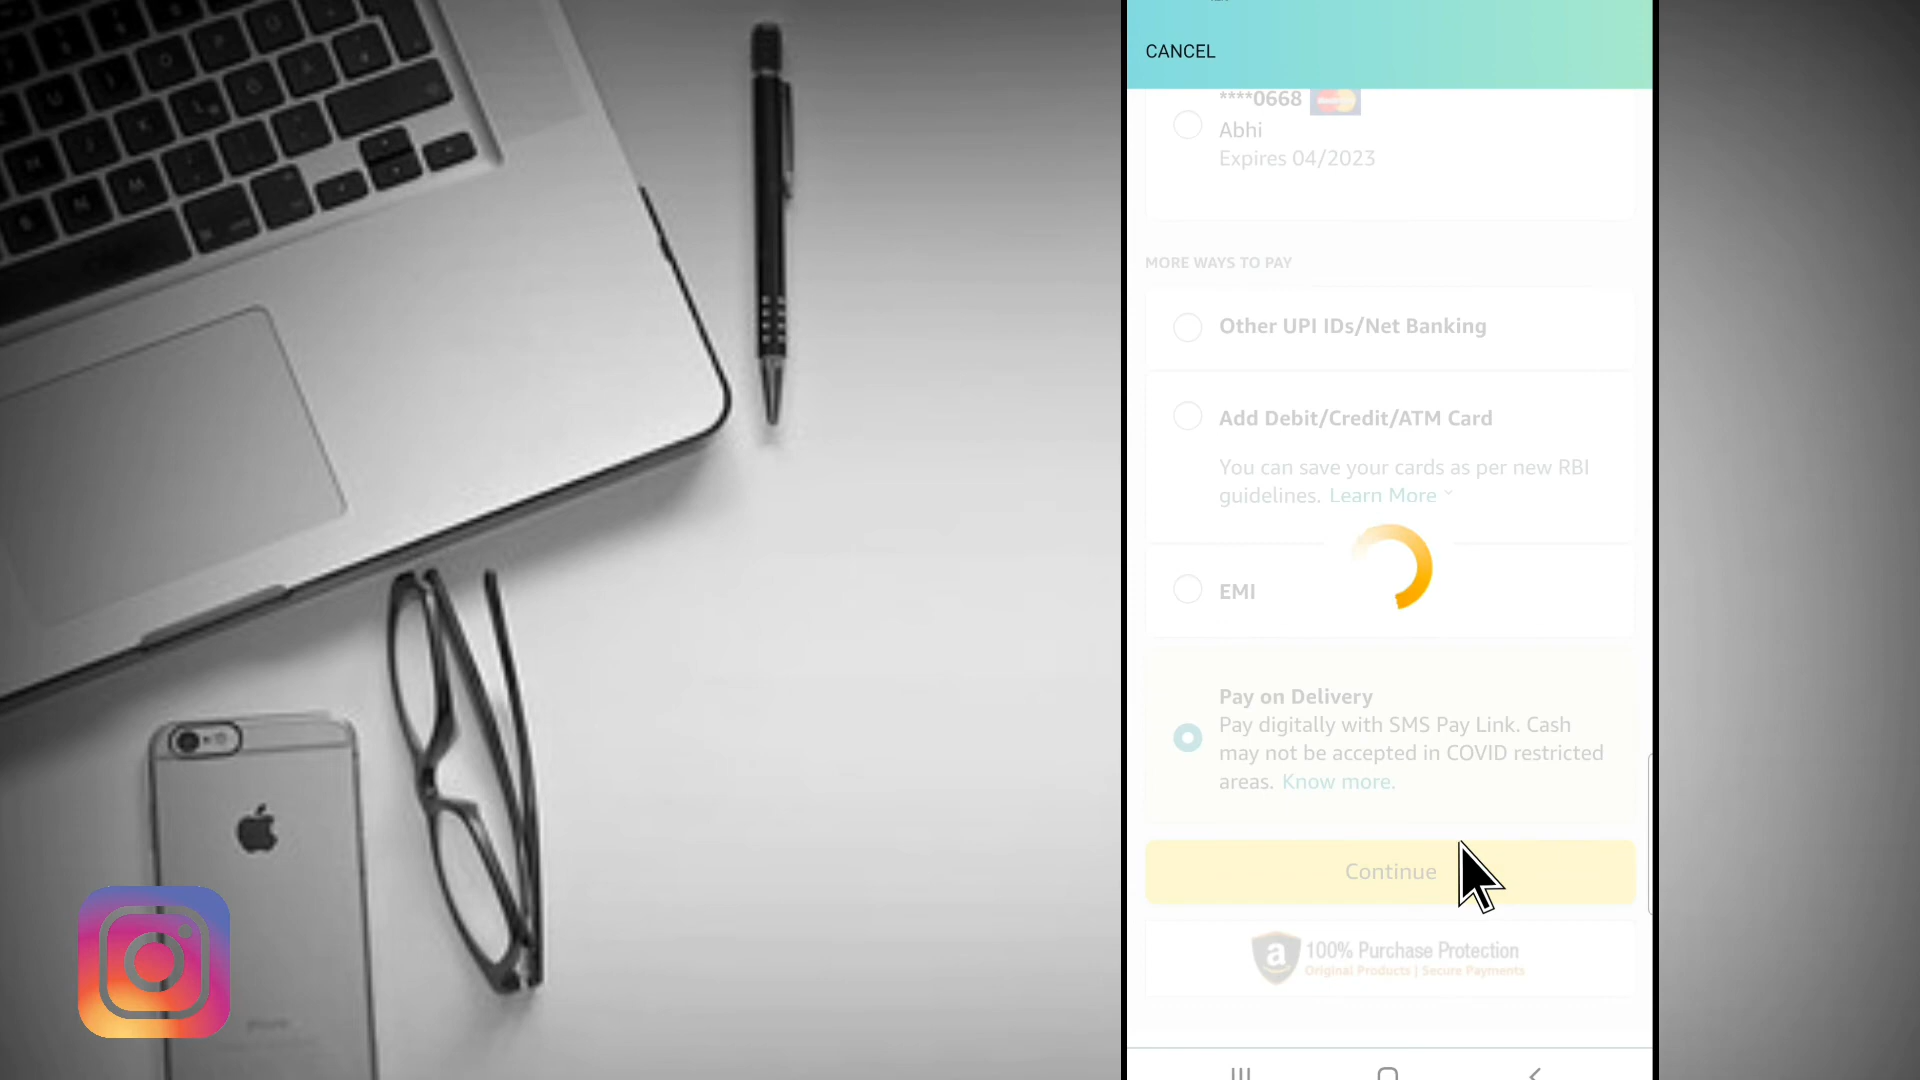 CANCEL
****0668
Abhi
Expires 04/2023
MORE WAYS TO PAY
Other UPI IDs/Net Banking
Add Debit/Credit/ATM Card
You can save your cards as per new RBI
guidelines. Learn More
EMI
Pay on Delivery
Pay digitally with SMS Pay Link. Cash
may not be accepted in COVID restricted
areas. Know more.
Continue
a 100% Purchase Protection
Original Products | Secure Payments